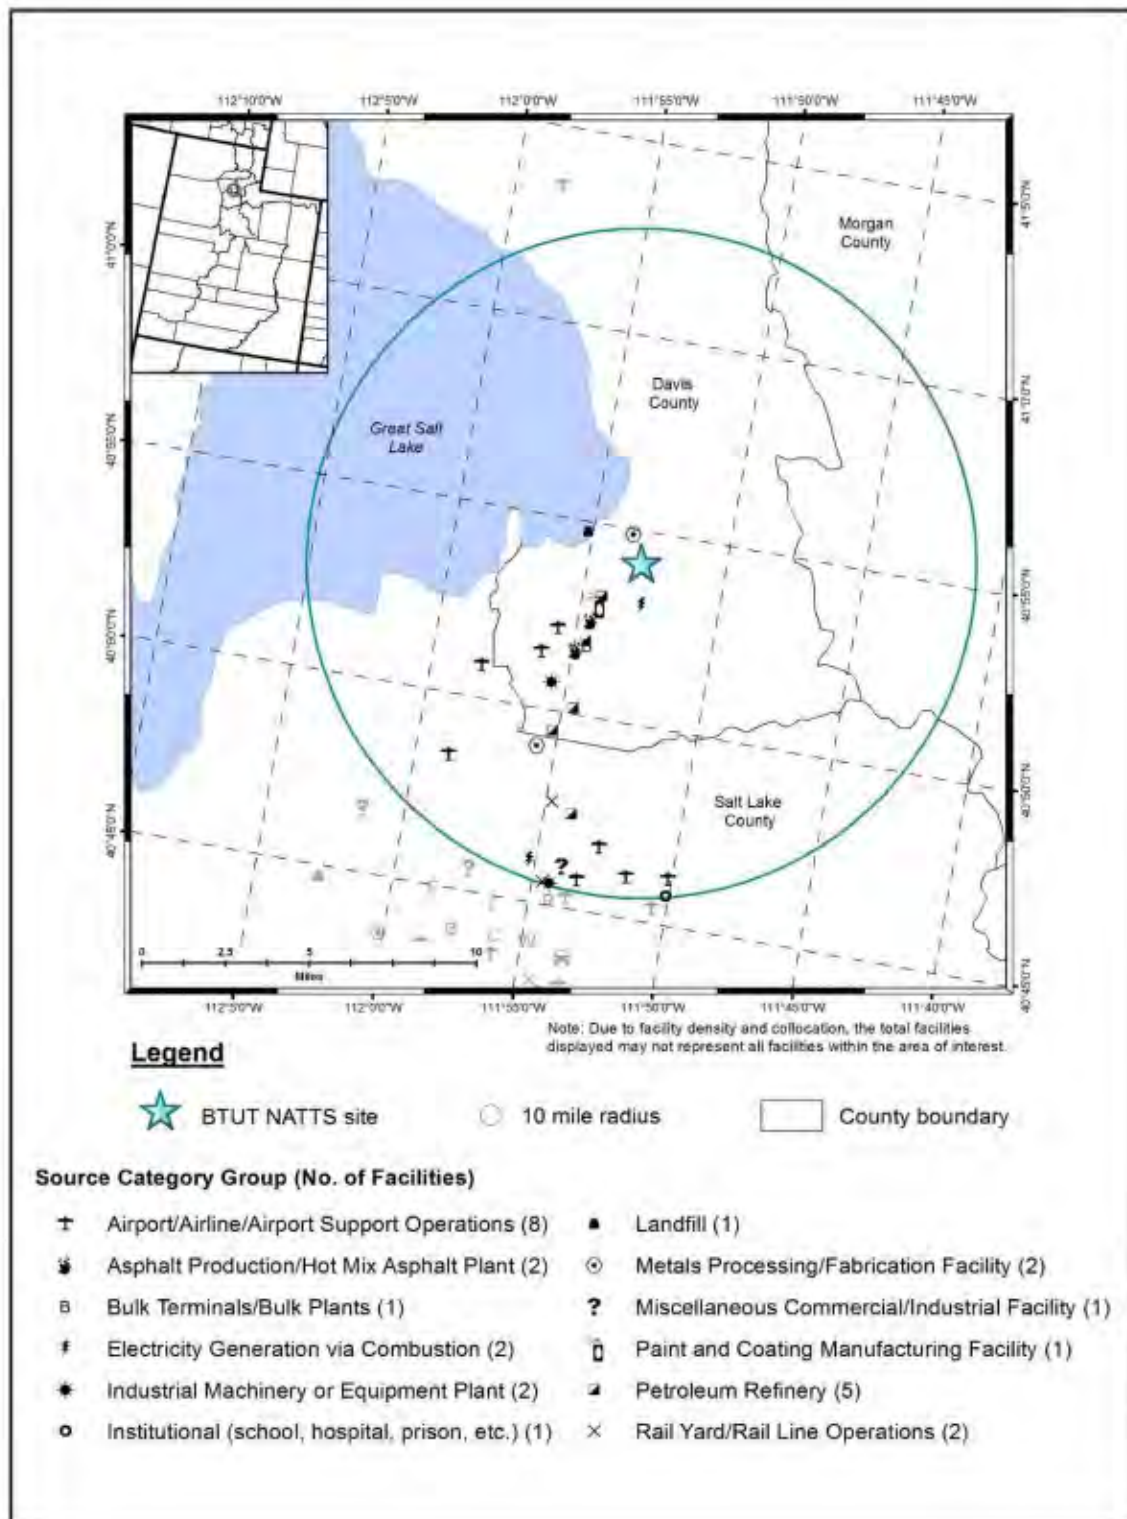 112°10'0"W 112°5'0"W 112°0'0"W 111°55'0"W 111°50'0"W 111°45'0"W
41°0'0"N
40°55'0"N
40°50'0"N
40°45'0"N
41°5'0"N
41°0'0"N
40°55'0"N
40°50'0"N
40°45'0"N
Morgan
County
Davis
County
Great Salt
Lake
Salt Lake
County
0 2.5 5 10
Miles
112°5'0"W 112°0'0"W 111°55'0"W 111°50'0"W 111°45'0"W 111°40'0"W
Note: Due to facility density and collocation, the total facilities
displayed may not represent all facilities within the area of interest.
Legend
BTUT NATTS site 10 mile radius County boundary
Source Category Group (No. of Facilities)
Airport/Airline/Airport Support Operations (8)
Asphalt Production/Hot Mix Asphalt Plant (2)
B Bulk Terminals/Bulk Plants (1)
Electricity Generation via Combustion (2)
Industrial Machinery or Equipment Plant (2)
Institutional (school, hospital, prison, etc.) (1)
Landfill (1)
Metals Processing/Fabrication Facility (2)
? Miscellaneous Commercial/Industrial Facility (1)
Paint and Coating Manufacturing Facility (1)
Petroleum Refinery (5)
Rail Yard/Rail Line Operations (2)